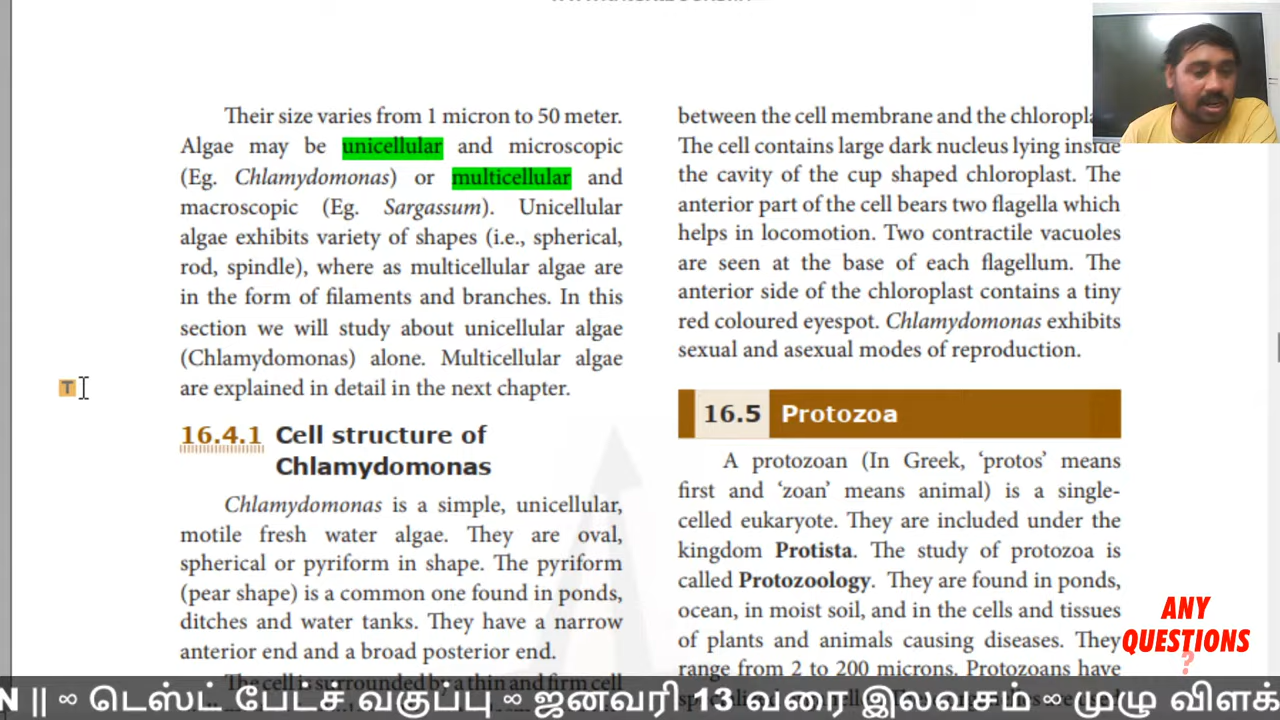 Their size varies from 1 micron to 50 meter.
Algae may be unicellular and microscopic
(Eg. Chlamydomonas) or multicellular and
macroscopic (Eg. Sargassum). Unicellular
algae exhibits variety of shapes (i.e., spherical,
rod, spindle), where as multicellular algae are
in the form of filaments and branches. In this
section we will study about unicellular algae
(Chlamydomonas) alone. Multicellular algae
are explained in detail in the next chapter.
T
16.4.1 Cell structure of
Chlamydomonas
Chlamydomonas is a simple, unicellular,
motile fresh water algae. They are oval,
spherical or pyriform in shape. The pyriform
(pear shape) is a common one found in ponds,
ditches and water tanks. They have a narrow
anterior end and a broad posterior end.
The cell is surrounded by a thin and firm cell
between the cell membrane and the
The cell contains large dark nucleus lying inside
the cavity of the cup shaped chloroplast. The
anterior part of the cell bears two flagella which
helps in locomotion. Two contractile vacuoles
are seen at the base of each flagellum. The
anterior side of the chloroplast contains a tiny
red coloured eyespot. Chlamydomonas exhibits
sexual and asexual modes of reproduction.
16.5 Protozoa
A protozoan (In Greek, ‘protos’ means
first and ‘zoan’ means animal) is a single-
celled eukaryote. They are included under the
kingdom Protista. The study of protozoa is
called Protozoology. They are found in ponds,
ocean, in moist soil, and in the cells and tissues
of plants and animals causing diseases. They
range from 2 to 200 microns. Protozoans have
ANY
QUESTIONS
?
N || ∞ டெஸ்ட் பேட்ச் வகுப்பு ∞ ஜனவரி 13 வரை இலவசம் ∞ முழு விளக்